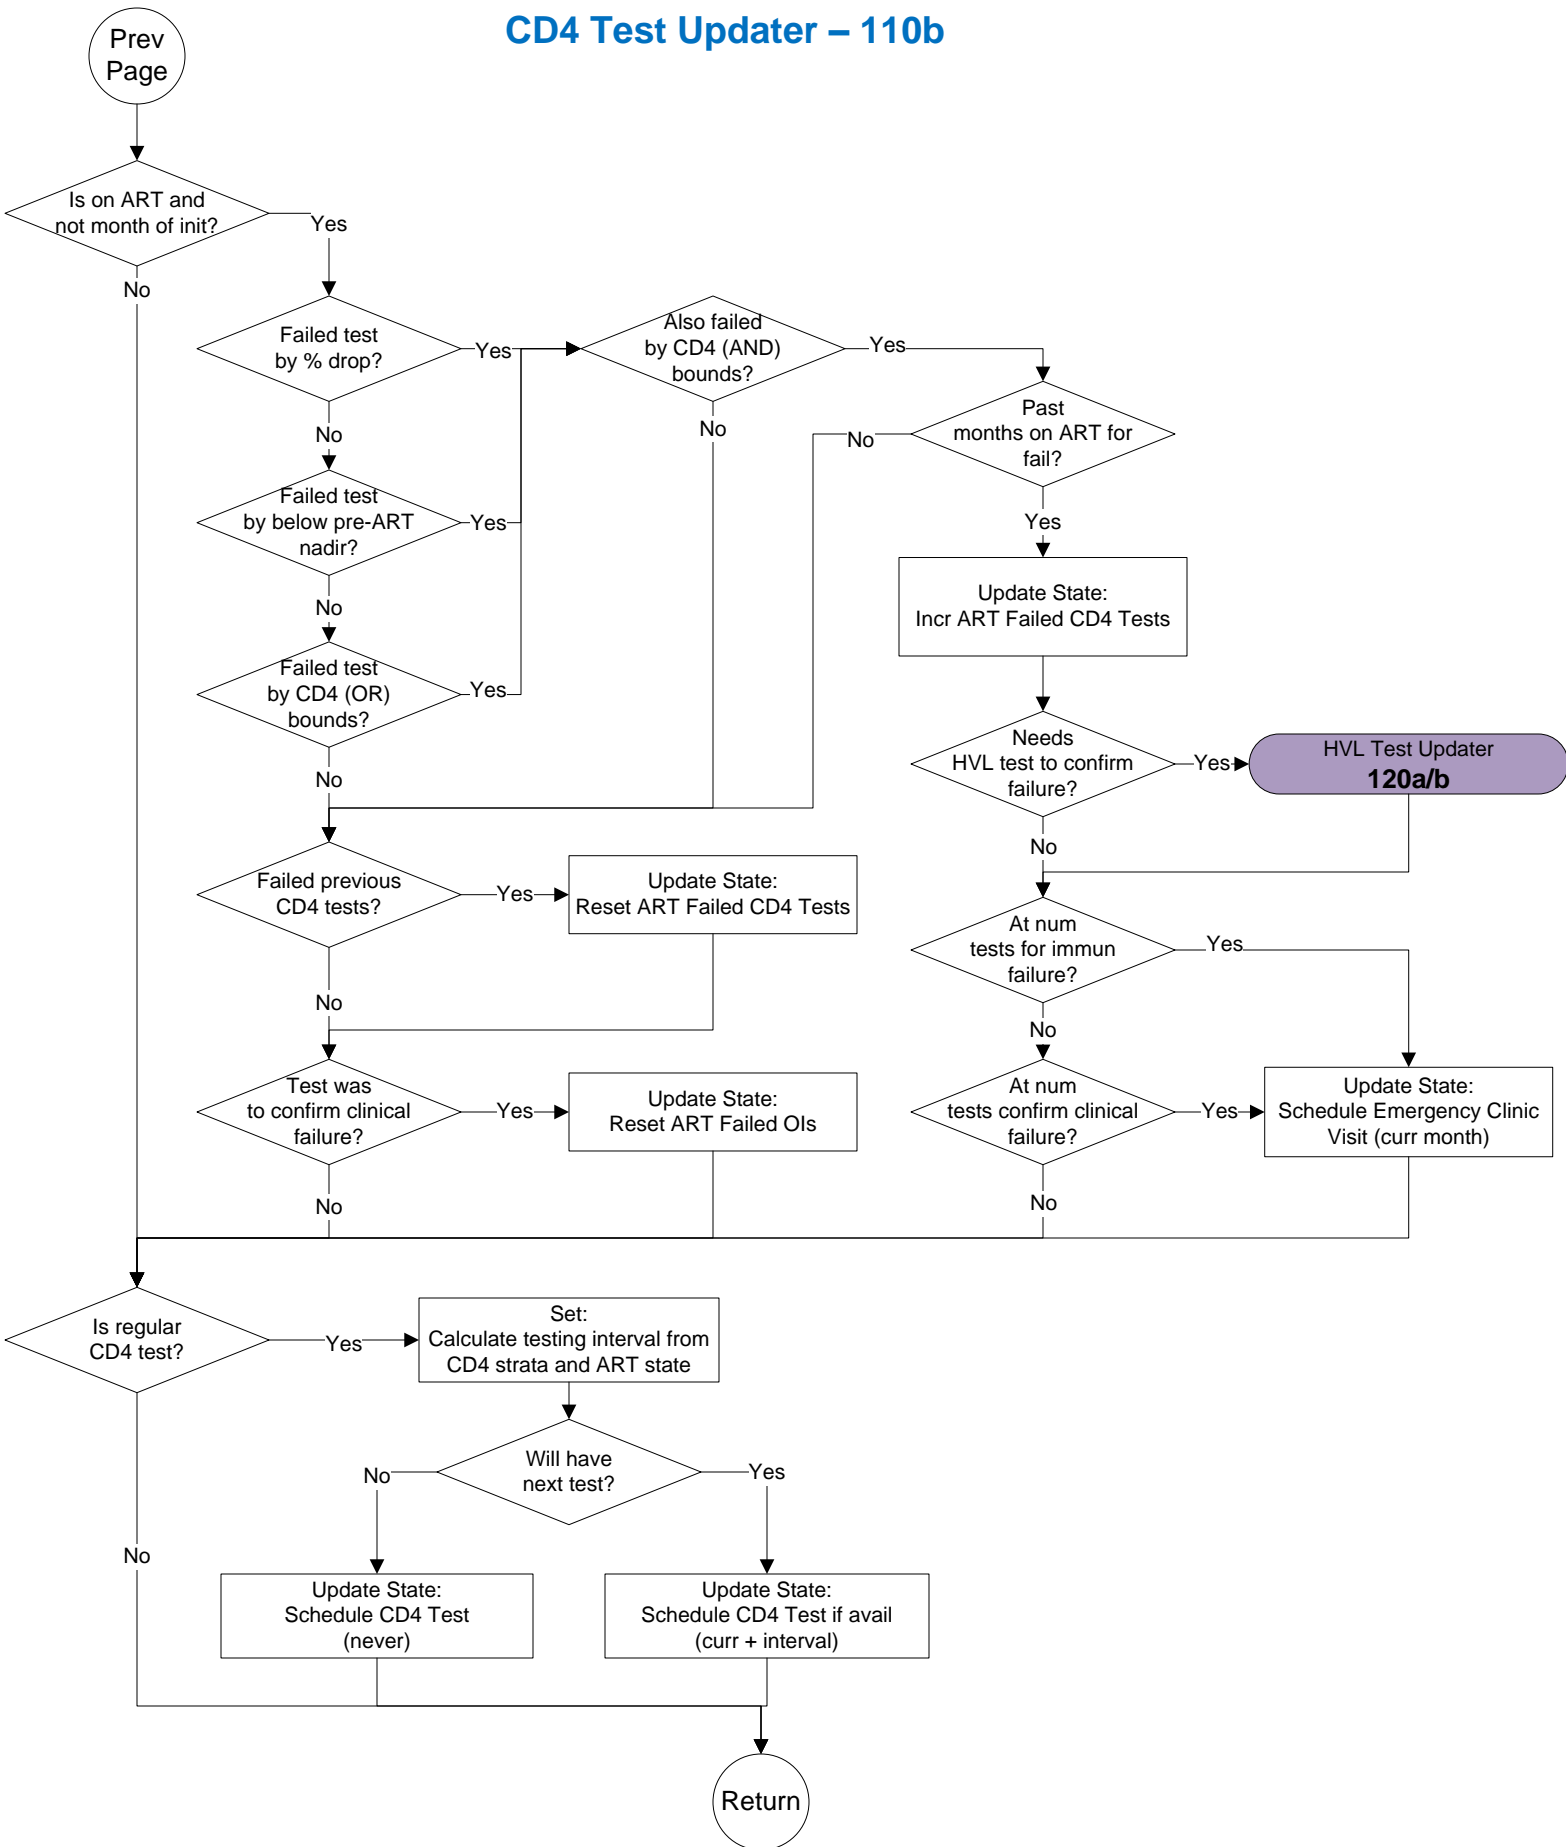 CD4 Test Updater – 110b
Prev
Page
Is on ART and
not month of init?
Yes
No
Failed test
by % drop?
Yes
Also failed
by CD4 (AND)
bounds?
Yes
No
No
Past
months on ART for
fail?
No
Yes
Failed test
by below pre-ART
nadir?
Yes
No
Update State:
Incr ART Failed CD4 Tests
Failed test
by CD4 (OR)
bounds?
Yes
No
Needs
HVL test to confirm
failure?
Yes
HVL Test Updater
120a/b
No
Failed previous
CD4 tests?
Yes
Update State:
Reset ART Failed CD4 Tests
No
At num
tests for immun
failure?
Yes
No
Test was
to confirm clinical
failure?
Yes
Update State:
Reset ART Failed OIs
No
At num
tests confirm clinical
failure?
Yes
Update State:
Schedule Emergency Clinic
Visit (curr month)
No
Is regular
CD4 test?
Yes
Set:
Calculate testing interval from
CD4 strata and ART state
No
Will have
next test?
No
Yes
Update State:
Schedule CD4 Test
(never)
Update State:
Schedule CD4 Test if avail
(curr + interval)
Return